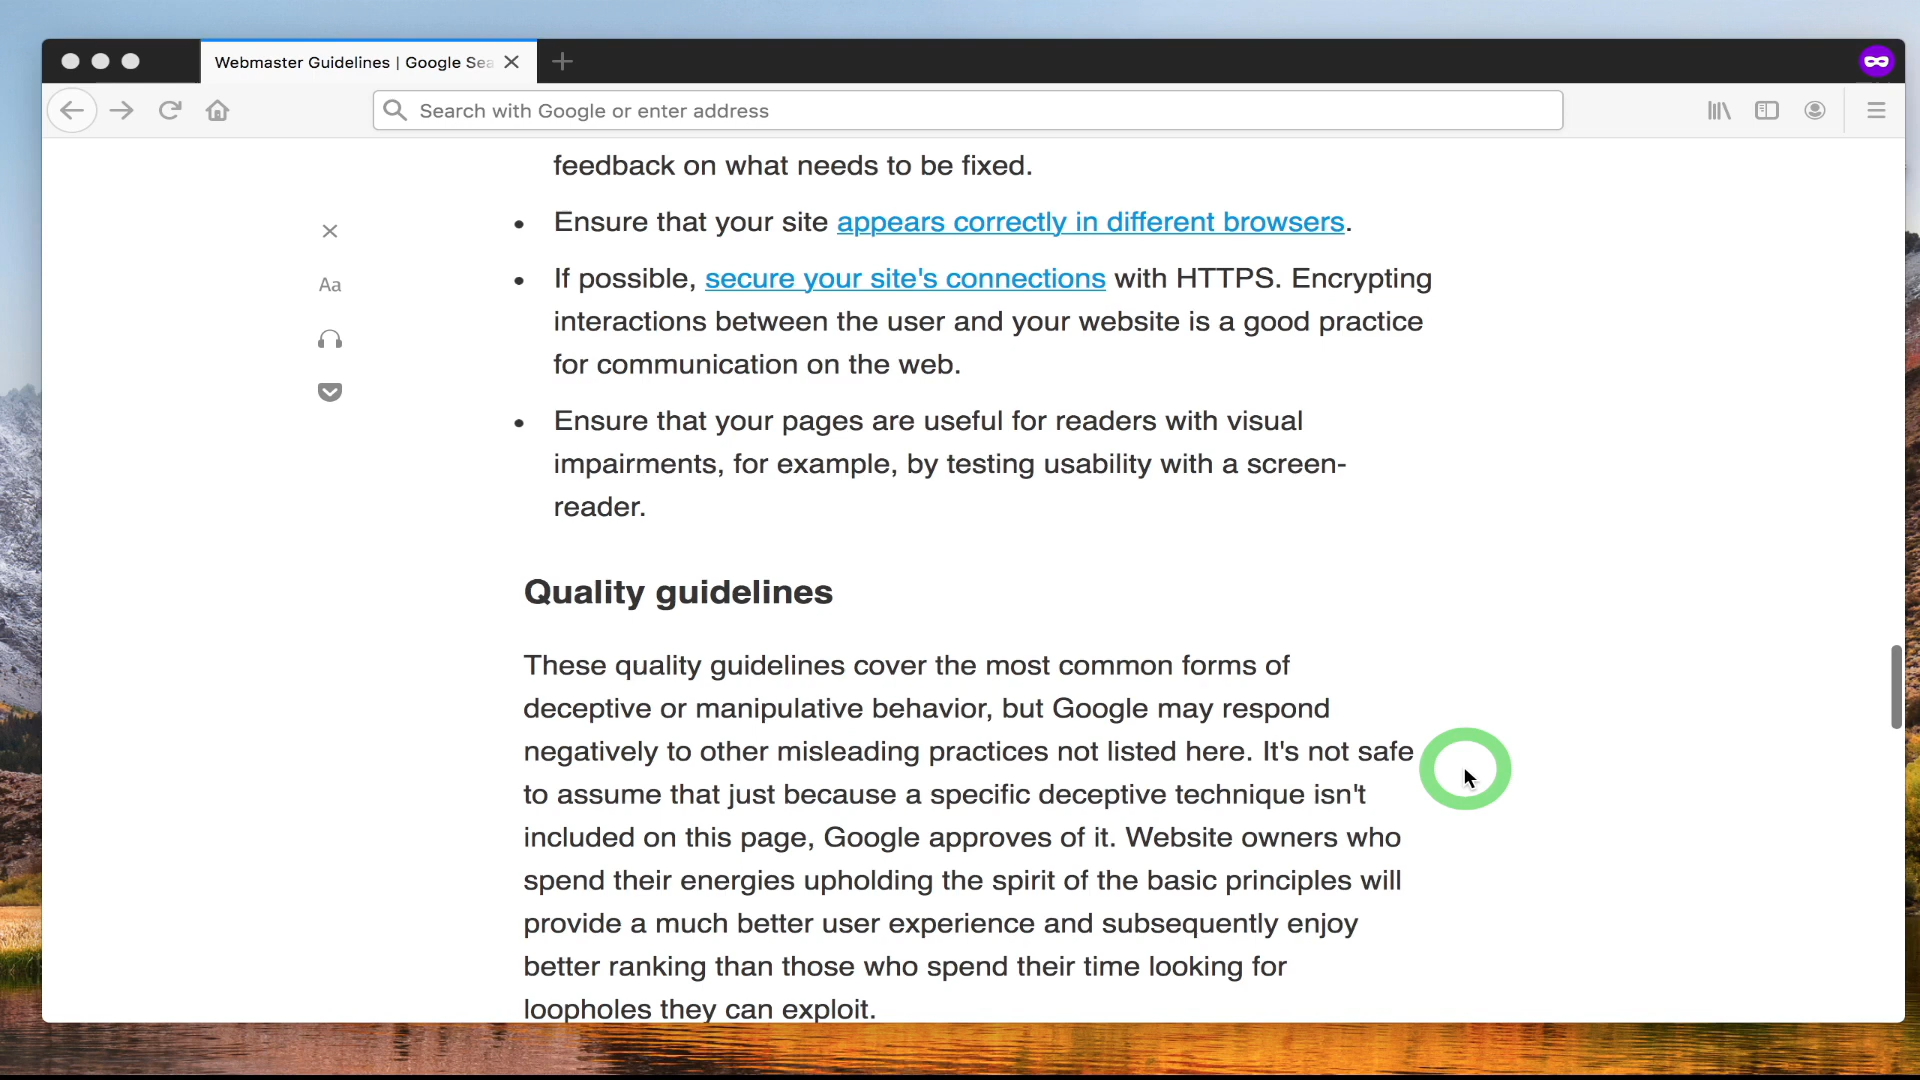 Webmaster Guidelines | Google Sea
Search with Google or enter address
feedback on what needs to be fixed.
• Ensure that your site appears correctly in different browsers.
• If possible, secure your site's connections with HTTPS. Encrypting
interactions between the user and your website is a good practice
for communication on the web.
Aa
• Ensure that your pages are useful for readers with visual
impairments, for example, by testing usability with a screen-
reader.
Quality guidelines
These quality guidelines cover the most common forms of
deceptive or manipulative behavior, but Google may respond
negatively to other misleading practices not listed here. It's not safe
to assume that just because a specific deceptive technique isn't
included on this page, Google approves of it. Website owners who
spend their energies upholding the spirit of the basic principles will
provide a much better user experience and subsequently enjoy
better ranking than those who spend their time looking for
loopholes they can exploit.